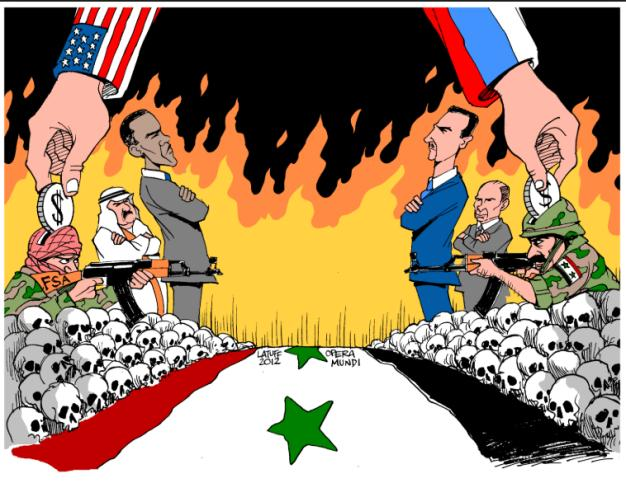 $
$
FSA
LATUFF
2012
OPERA
MUNDI